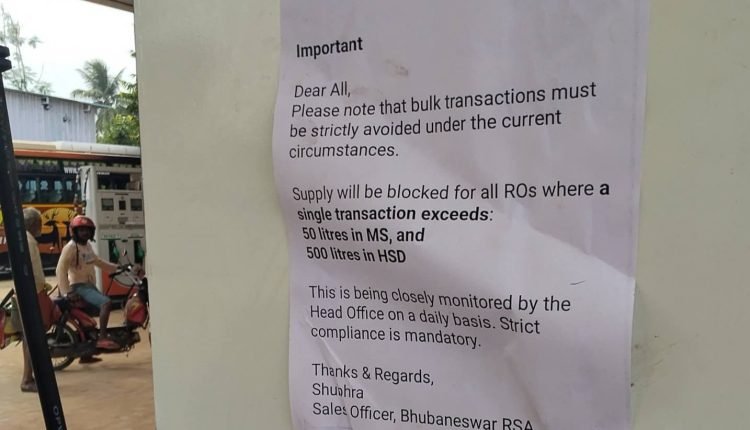 Important
Dear All,
Please note that bulk transactions must
be strictly avoided under the current
circumstances.
Supply will be blocked for all ROs where a
single transaction exceeds:
50 litres in MS, and
500 litres in HSD
This is being closely monitored by the
Head Office on a daily basis. Strict
compliance is mandatory.
Thanks & Regards,
Shubhra
Sales Officer, Bhubaneswar RSA